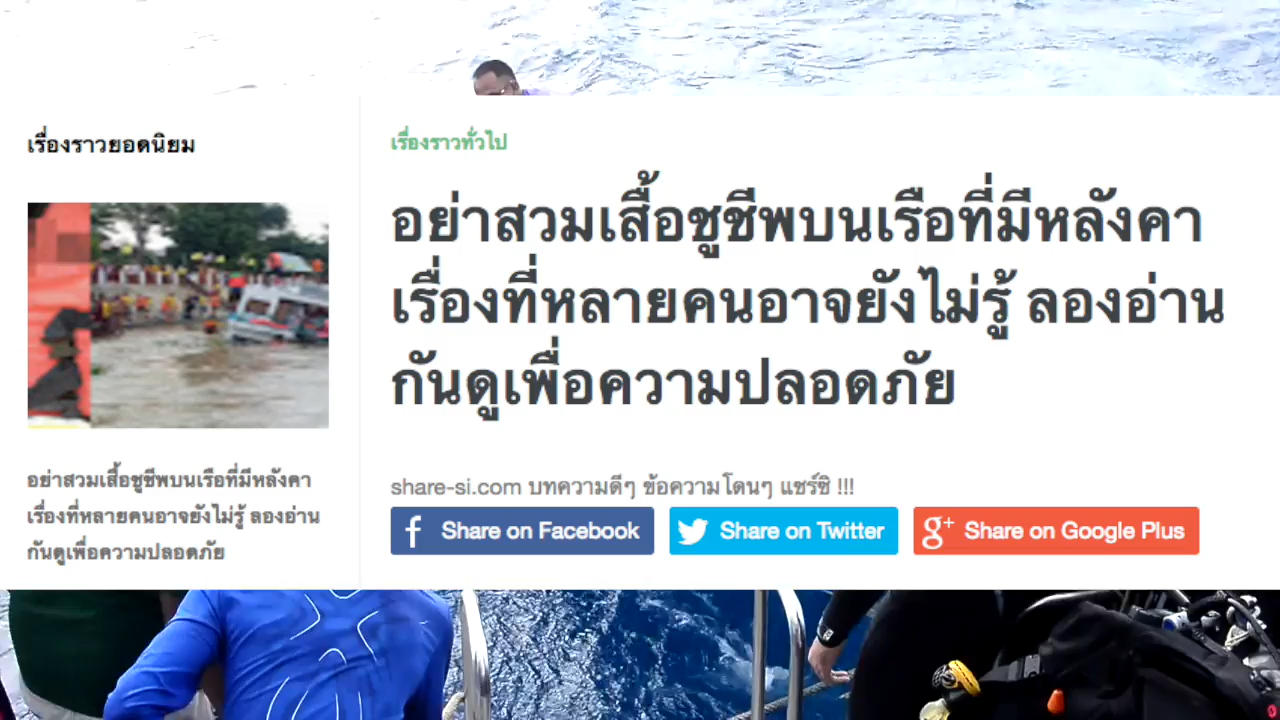 เรื่องราวยอดนิยม
อย่าสวมเสื้อชูชีพบนเรือที่มีหลังคา
เรื่องที่หลายคนอาจยังไม่รู้ ลองอ่าน
กันดูเพื่อความปลอดภัย
เรื่องราวทั่วไป
อย่าสวมเสื้อชูชีพบนเรือที่มีหลังคา
เรื่องที่หลายคนอาจยังไม่รู้ ลองอ่าน
กันดูเพื่อความปลอดภัย
share-si.com บทความดีๆ ข้อความโดนๆ แชร์ซิ !!!
f Share on Facebook
Share on Twitter
g+ Share on Google Plus